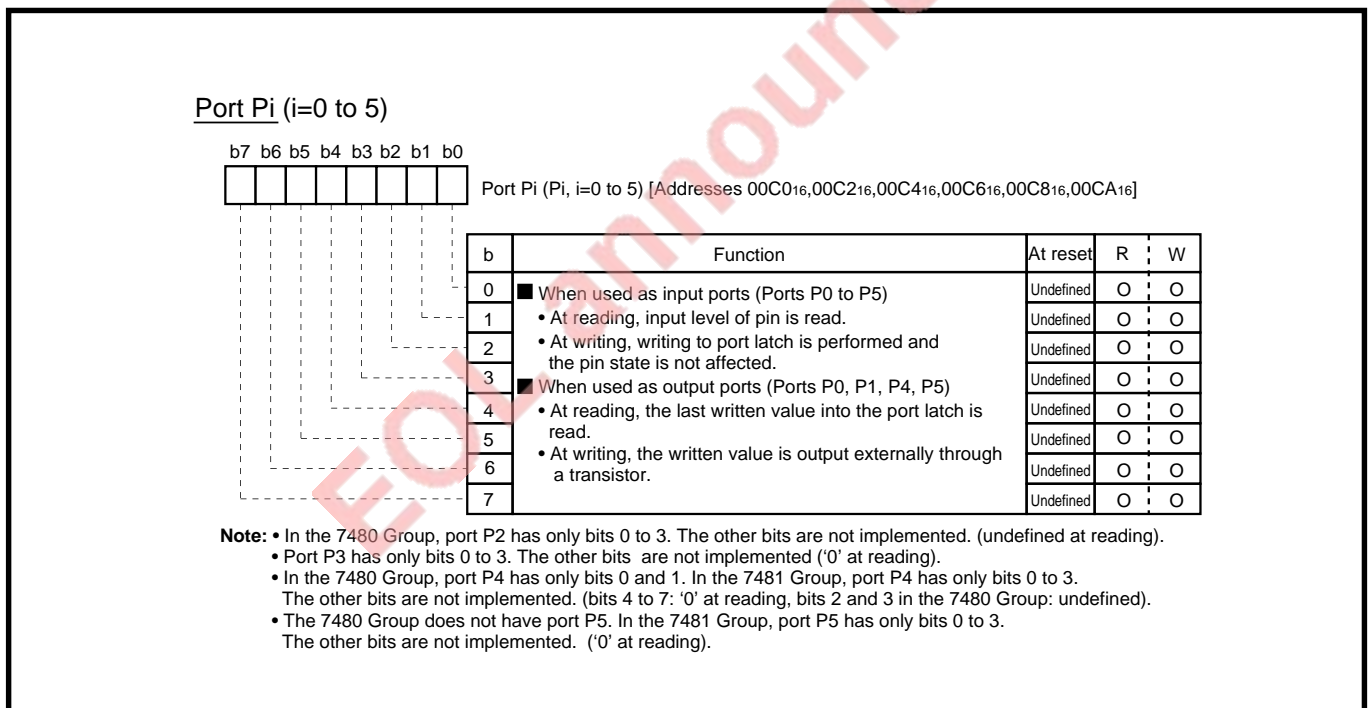 EOL announ
Port Pi (i=0 to 5)
b7 b6 b5 b4 b3 b2 b1 b0
Port Pi (Pi, i=0 to 5) [Addresses 00C016,00C216,00C416,00C616,00C816,00CA16]
b Function At reset R W
0 ■ When used as input ports (Ports P0 to P5) Undefined O O
1 • At reading, input level of pin is read. Undefined O O
2 • At writing, writing to port latch is performed and Undefined O O
the pin state is not affected.
3 ■ When used as output ports (Ports P0, P1, P4, P5) Undefined O O
4 • At reading, the last written value into the port latch is Undefined O O
5 read. Undefined O O
6 • At writing, the written value is output externally through Undefined O O
a transistor.
7 Undefined O O
Note: • In the 7480 Group, port P2 has only bits 0 to 3. The other bits are not implemented. (undefined at reading).
• Port P3 has only bits 0 to 3. The other bits are not implemented (‘0’ at reading).
• In the 7480 Group, port P4 has only bits 0 and 1. In the 7481 Group, port P4 has only bits 0 to 3.
The other bits are not implemented. (bits 4 to 7: ‘0’ at reading, bits 2 and 3 in the 7480 Group: undefined).
• The 7480 Group does not have port P5. In the 7481 Group, port P5 has only bits 0 to 3.
The other bits are not implemented. (‘0’ at reading).